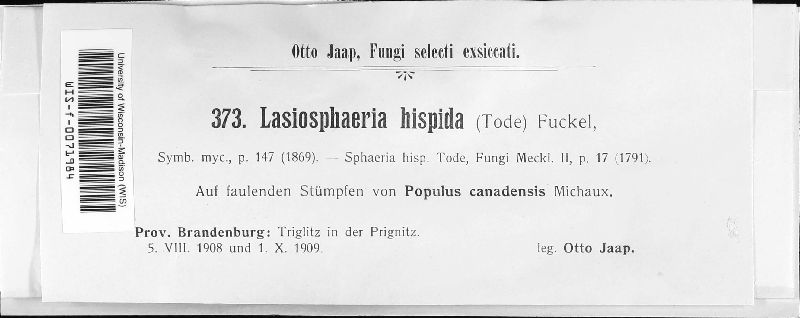 Otto Jaap, Fungi selecti exsiccati.
373. Lasiosphaeria hispida (Tode) Fuckel,
Symb. myc., p. 147 (1869). — Sphaeria hisp. Tode, Fungi Meckl. II, p. 17 (1791).
Auf faulenden Stümpfen von Populus canadensis Michaux.
Prov. Brandenburg: Triglitz in der Prignitz.
5. VIII. 1908 und 1. X. 1909.
leg. Otto Jaap.
University of Wisconsin-Madison (WIS)
WIS-f-0071984